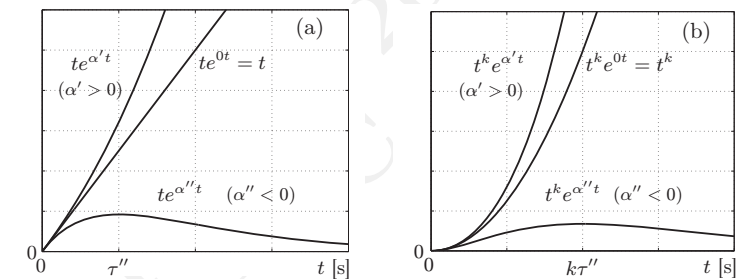 (a)
te^{α′t}
(α′ > 0)
te^{0t} = t
te^{α″t} (α″ < 0)
0
0
τ″
t [s]
(b)
t^k e^{α′t}
(α′ > 0)
t^k e^{0t} = t^k
t^k e^{α″t} (α″ < 0)
0
0
kτ″
t [s]